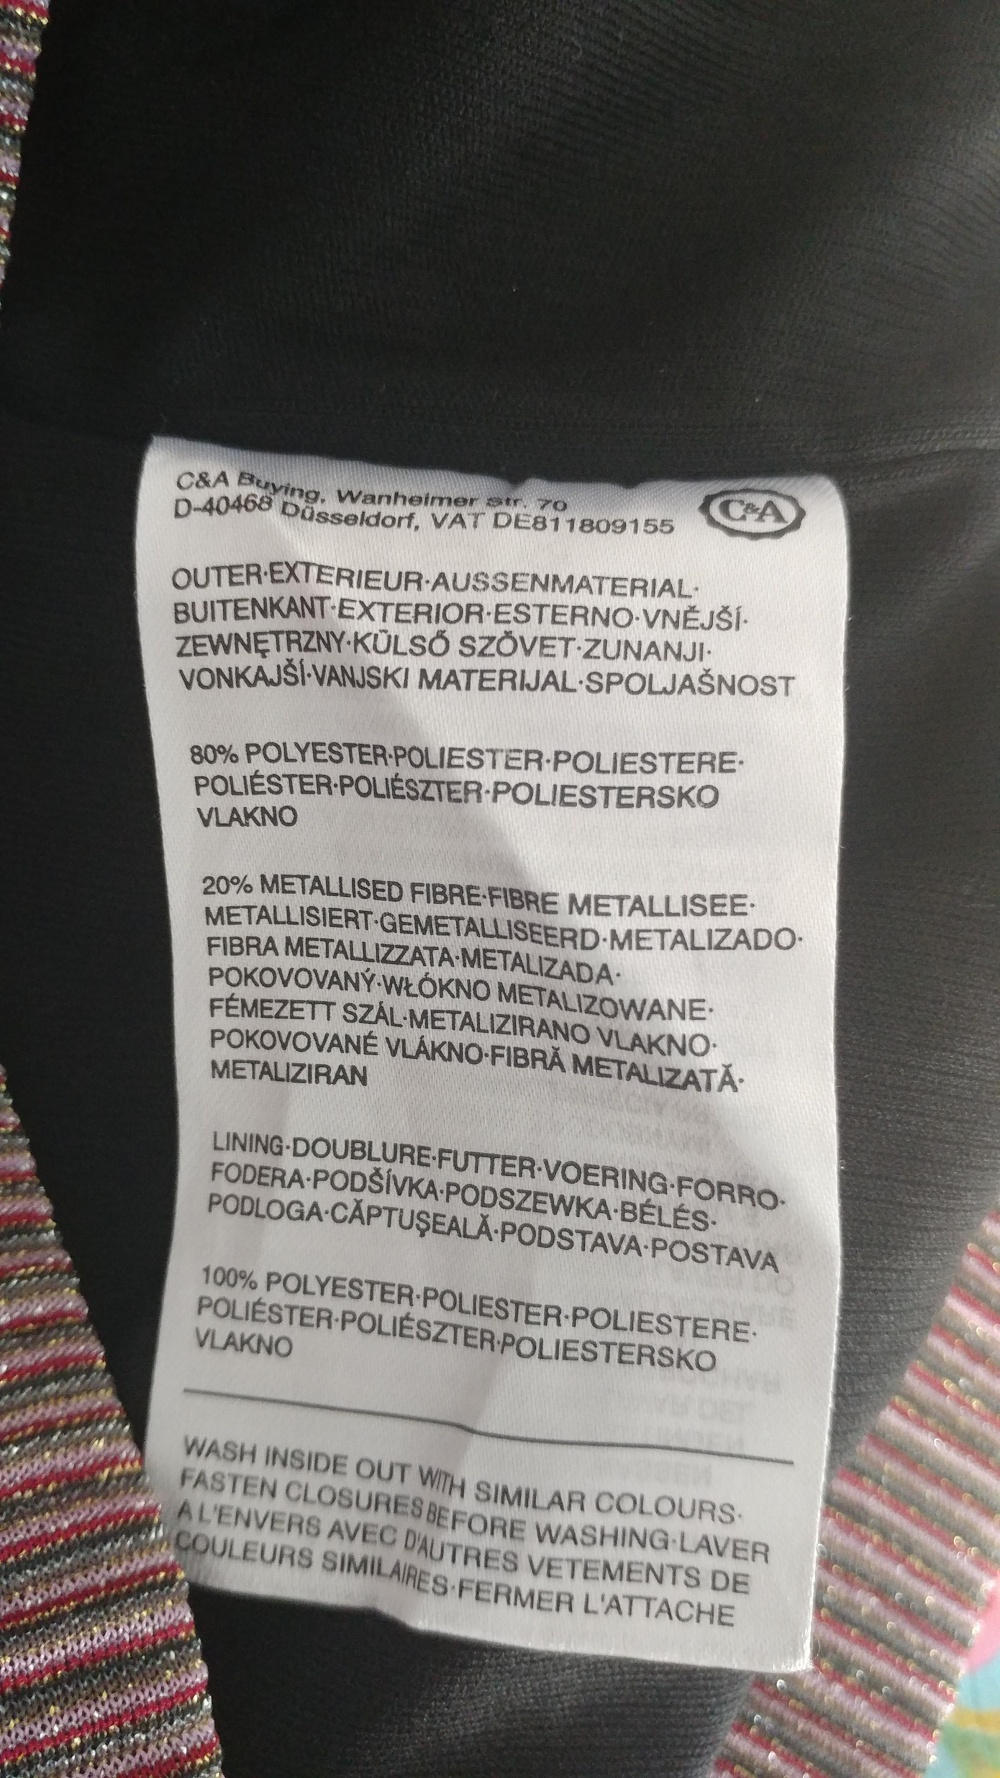 C&A Buying, Wanheimer str. 70
D-40468 Düsseldorf, VAT DE811809155
C&A
OUTER·EXTERIEUR·AUSSENMATERIAL·
BUITENKANT·EXTERIOR·ESTERNO·VNĚJŠÍ·
ZEWNĘTRZNY·KÜLSŐ SZÖVET·ZUNANJI·
VONKAJŠÍ·VANJSKI MATERIJAL·SPOLJAŠNOST
80% POLYESTER·POLIESTER·POLIESTERE·
POLIÉSTER·POLIÉSZTER·POLIESTERSKO
VLAKNO
20% METALLISED FIBRE·FIBRE METALLISEE·
METALLISIERT·GEMETALLISEERD·METALIZADO·
FIBRA METALLIZZATA·METALIZADA·
POKOVOVANÝ·WŁÓKNO METALIZOWANE·
FÉMEZETT SZÁL·METALIZIRANO VLAKNO·
POKOVOVANÉ VLÁKNO·FIBRĂ METALIZATĂ·
METALIZIRAN
LINING·DOUBLURE·FUTTER·VOERING·FORRO·
FODERA·PODŠÍVKA·PODSZEWKA·BÉLÉS·
PODLOGA·CĂPTUŞEALĂ·PODSTAVA·POSTAVA
100% POLYESTER·POLIESTER·POLIESTERE·
POLIÉSTER·POLIÉSZTER·POLIESTERSKO
VLAKNO
WASH INSIDE OUT WITH SIMILAR COLOURS·
FASTEN CLOSURES BEFORE WASHING·LAVER
A L'ENVERS AVEC D'AUTRES VETEMENTS DE
COULEURS SIMILAIRES·FERMER L'ATTACHE